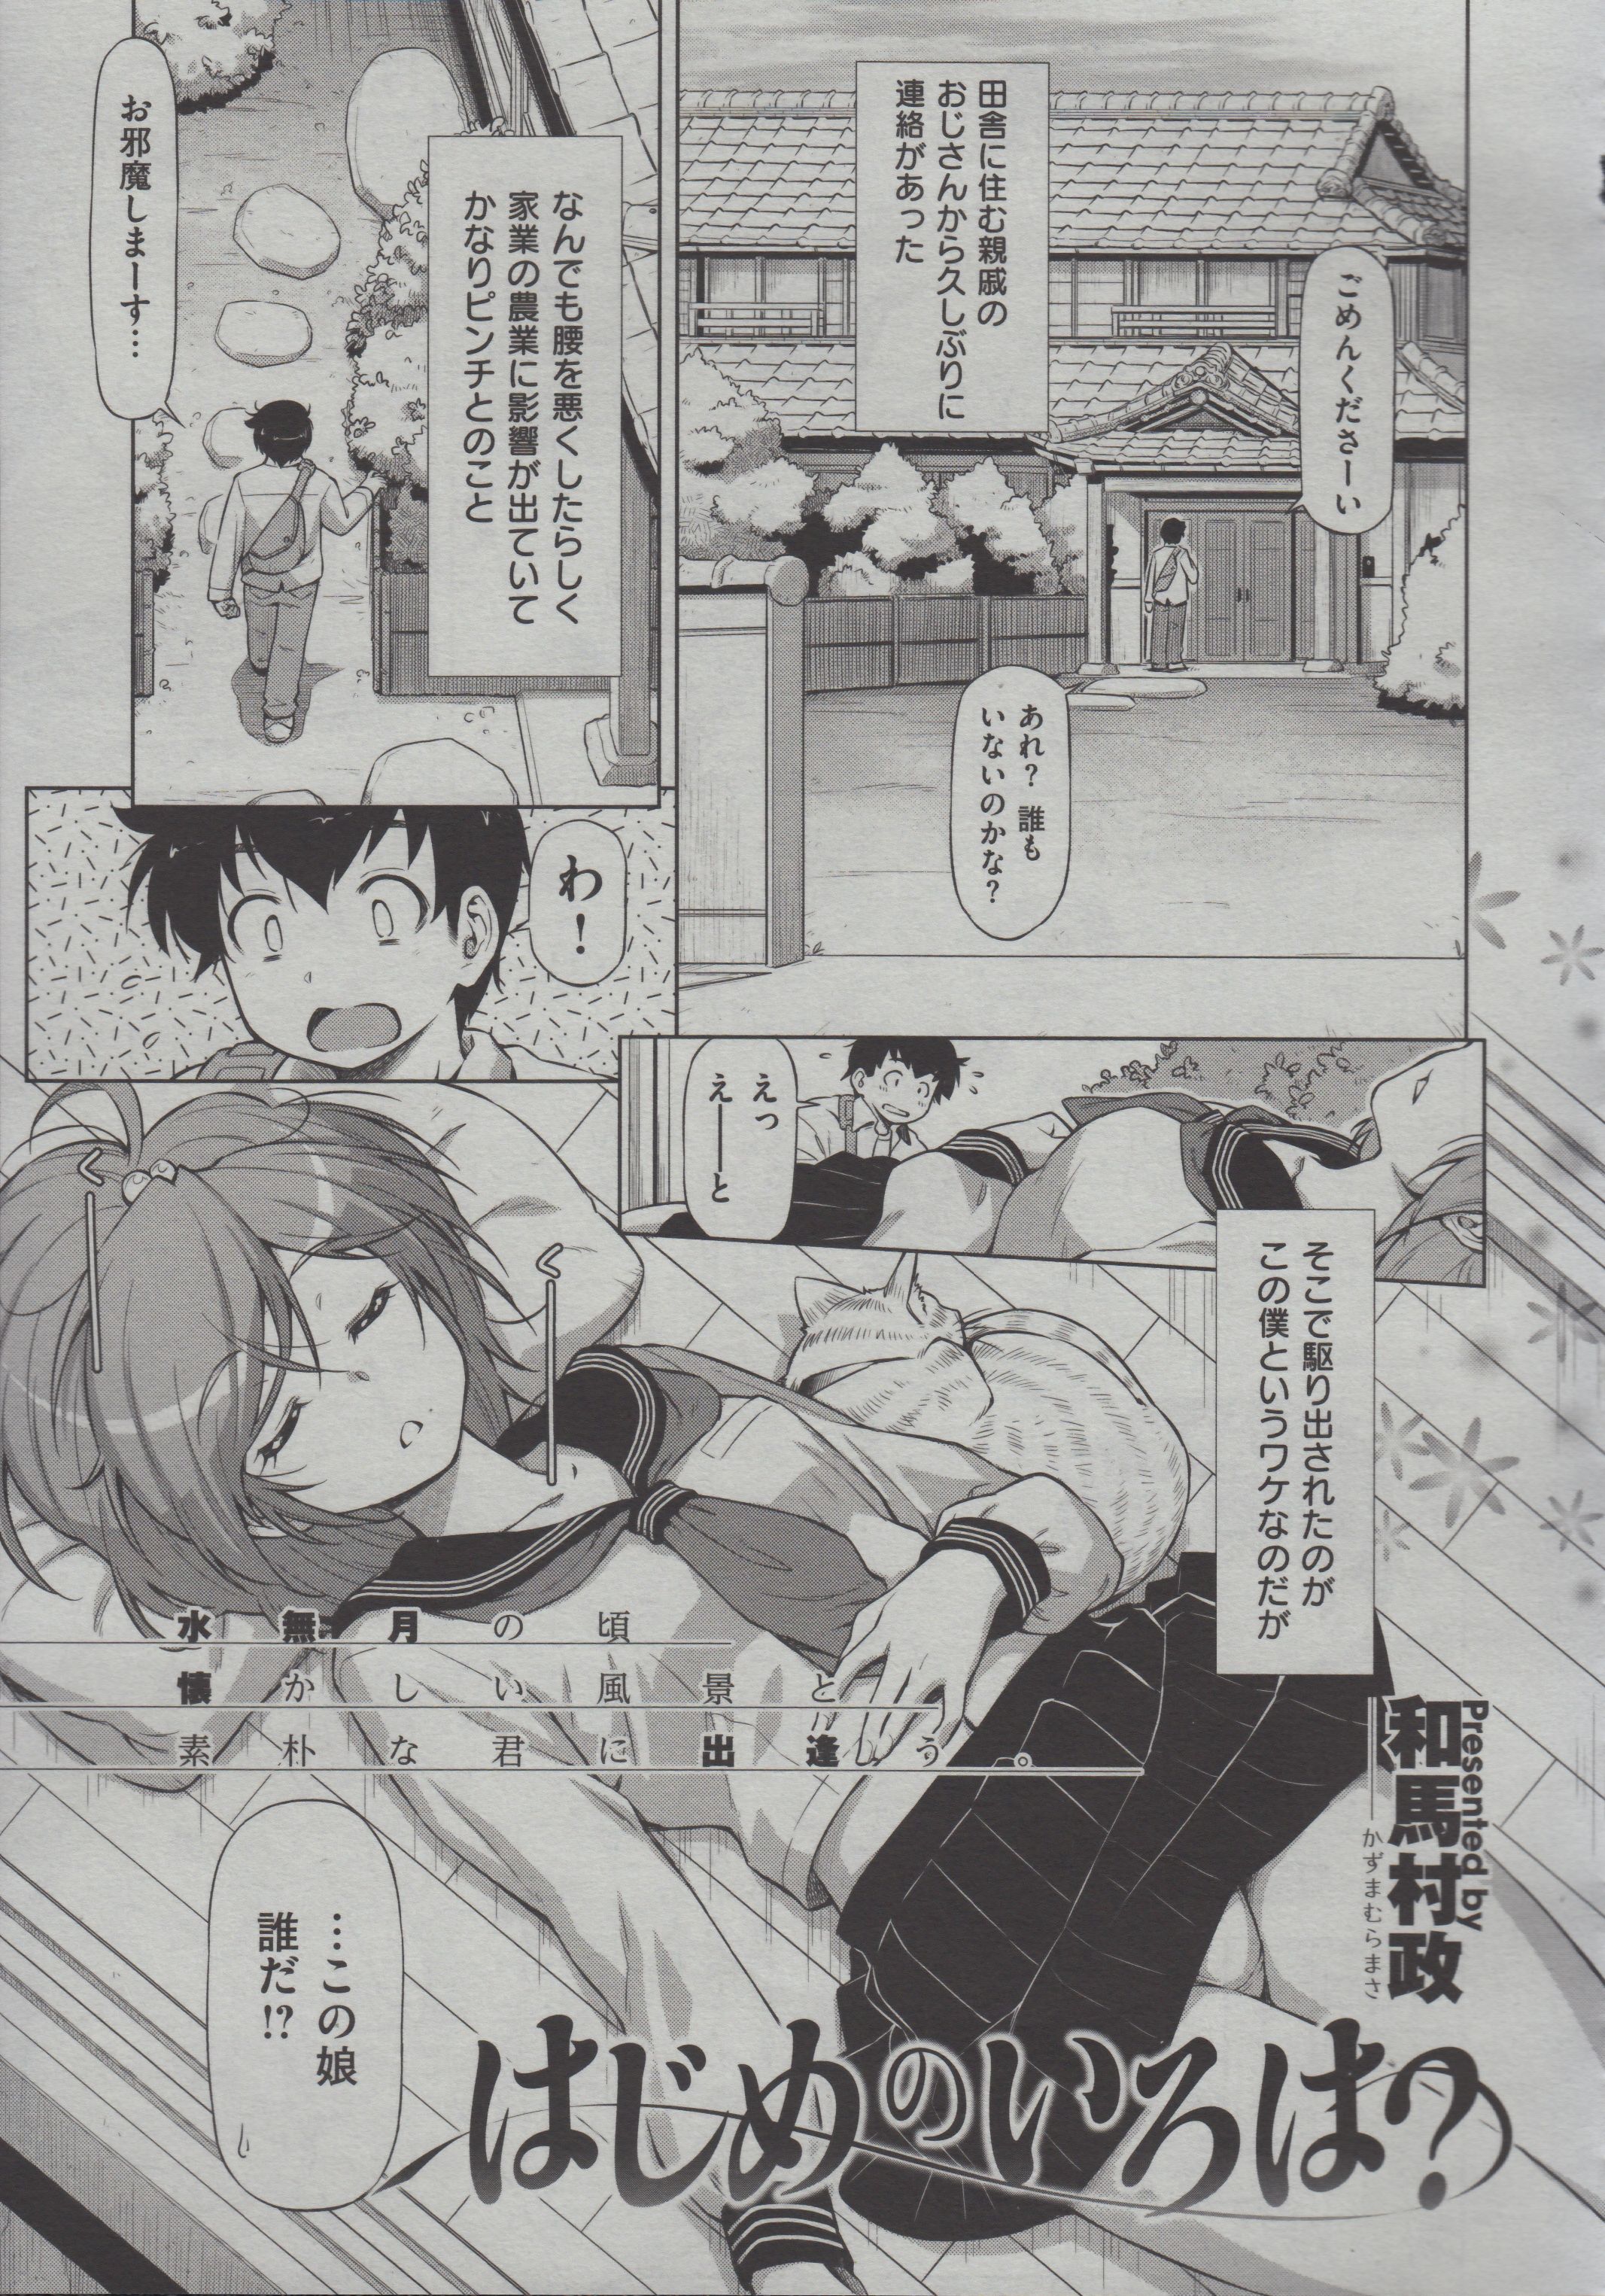 田舎に住む親戚の
おじさんから久しぶりに
連絡があった
ごめんくださーい
あれ？誰も
いないのかな？
なんでも腰を悪くしたらしく
家業の農業に影響が出ていて
かなりピンチとのこと
お邪魔しまーす…
わ！
えっ
えーーと
そこで駆り出されたのが
この僕というワケなのだが
くー
くー
水無月の頃
懐かしい風景と
素朴な君に出逢う。
…この娘
誰だ!?
Presented by
和馬村政
かずまむらまさ
はじめのいろは？